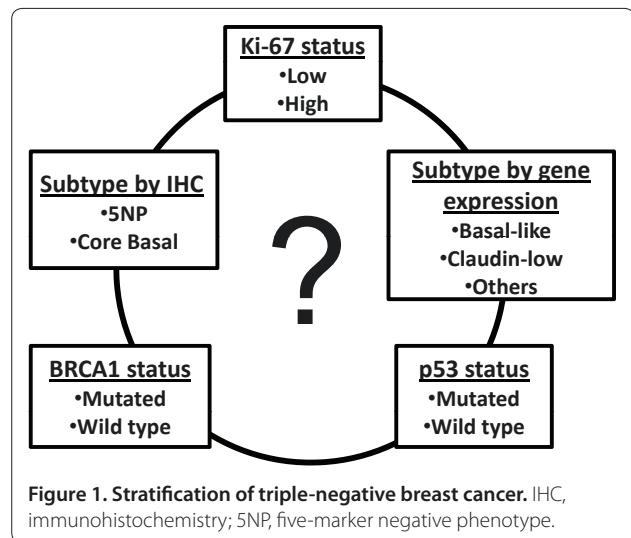 Ki-67 status
•Low
•High
Subtype by IHC
•5NP
•Core Basal
Subtype by gene
expression
•Basal-like
•Claudin-low
•Others
?
BRCA1 status
•Mutated
•Wild type
p53 status
•Mutated
•Wild type
Figure 1. Stratification of triple-negative breast cancer. IHC,
immunohistochemistry; 5NP, five-marker negative phenotype.